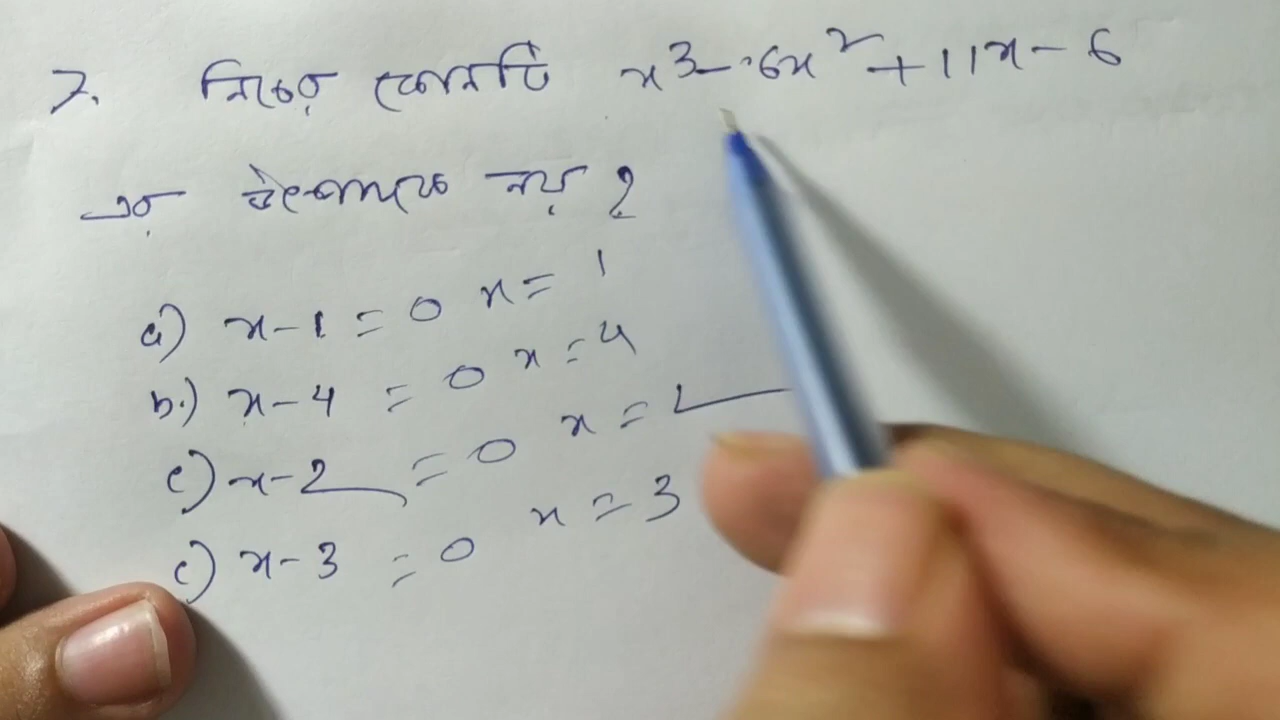 7. নিচের কোনটি x³ - 6x² + 11x - 6
এর উৎপাদক নয় ?
a) x - 1 = 0 x = 1
b.) x - 4 = 0 x = 4
c) x - 2 = 0 x = 2
c) x - 3 = 0 x = 3